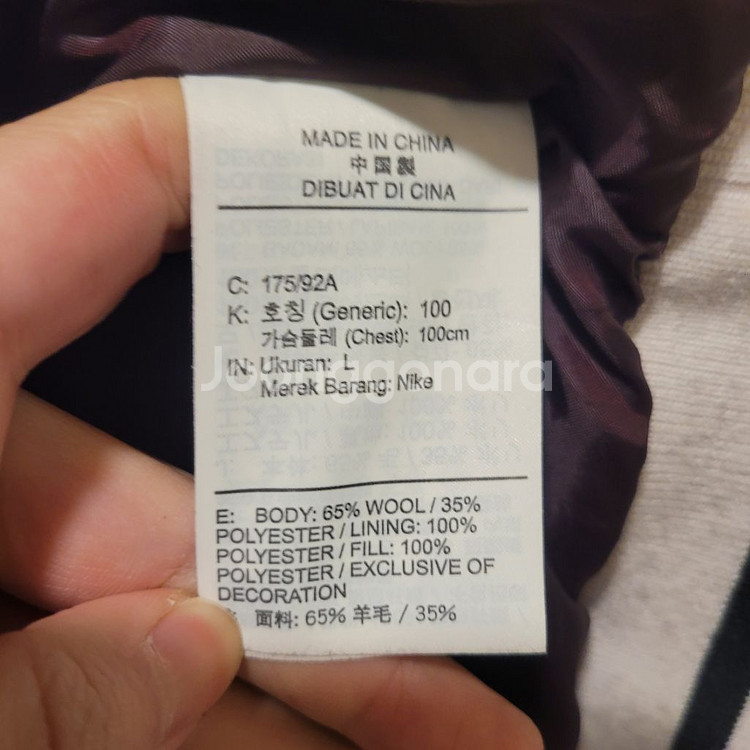 MADE IN CHINA
中国製
DIBUAT DI CINA
C: 175/92A
K: 호칭 (Generic): 100
가슴둘레 (Chest): 100cm
IN: Ukuran: L
Merek Barang: Nike
Joonggonara
E: BODY: 65% WOOL / 35%
POLYESTER / LINING: 100%
POLYESTER / FILL: 100%
POLYESTER / EXCLUSIVE OF
DECORATION
面料: 65% 羊毛 / 35%